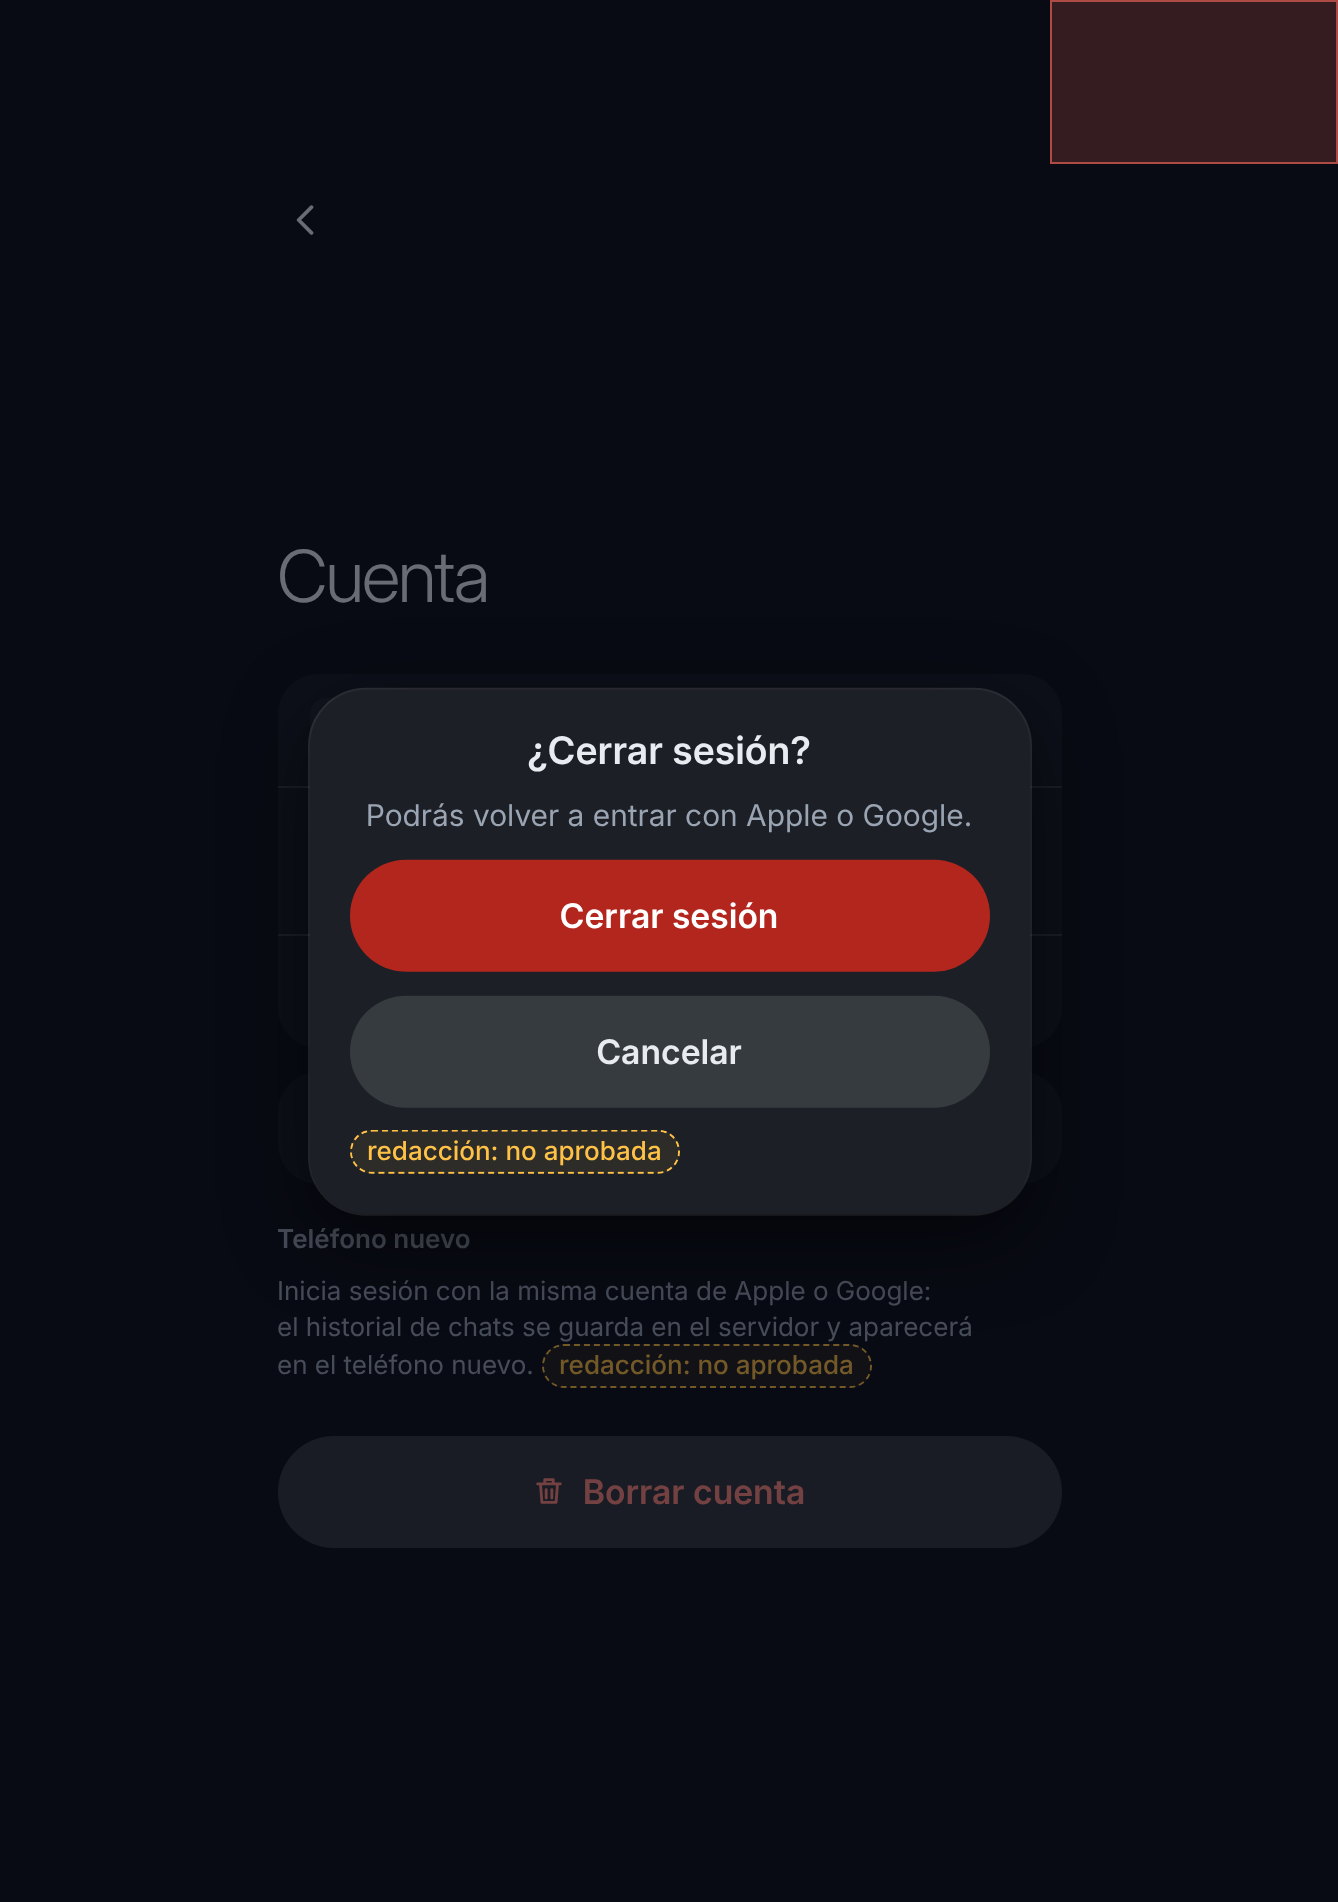 Cuenta
¿Cerrar sesión?
Podrás volver a entrar con Apple o Google.
Cerrar sesión
Cancelar
redacción: no aprobada
Teléfono nuevo
Inicia sesión con la misma cuenta de Apple o Google:
el historial de chats se guarda en el servidor y aparecerá
en el teléfono nuevo. redacción: no aprobada
Borrar cuenta